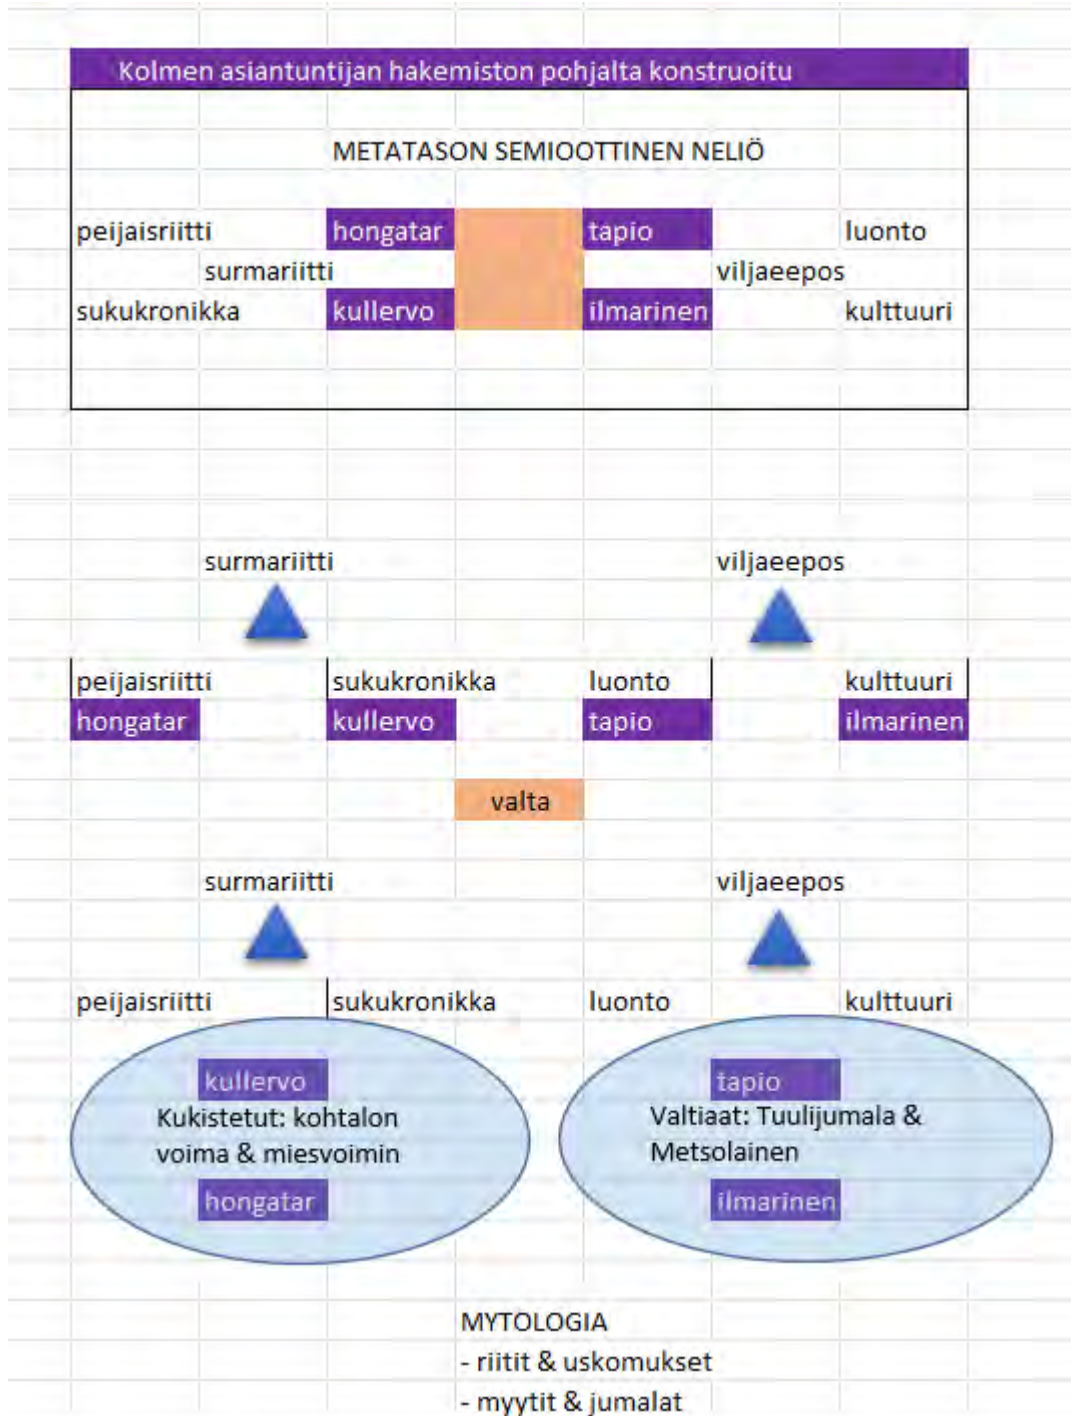 Kolmen asiantuntijan hakemiston pohjalta konstruoitu
METATASON SEMIOOTTINEN NELIÖ
peijaisriitti hongatar tapio luonto
surmariitti viljaeepos
sukukronikka kullervo ilmarinen kulttuuri
surmariitti viljaeepos
peijaisriitti sukukronikka luonto kulttuuri
hongatar kullervo tapio ilmarinen
valta
surmariitti viljaeepos
peijaisriitti sukukronikka luonto kulttuuri
kullervo
Kukistetut: kohtalon
voima & miesvoimin
hongatar
tapio
Valtiaat: Tuulijumala &
Metsolainen
ilmarinen
MYTOLOGIA
- riitit & uskomukset
- myytit & jumalat